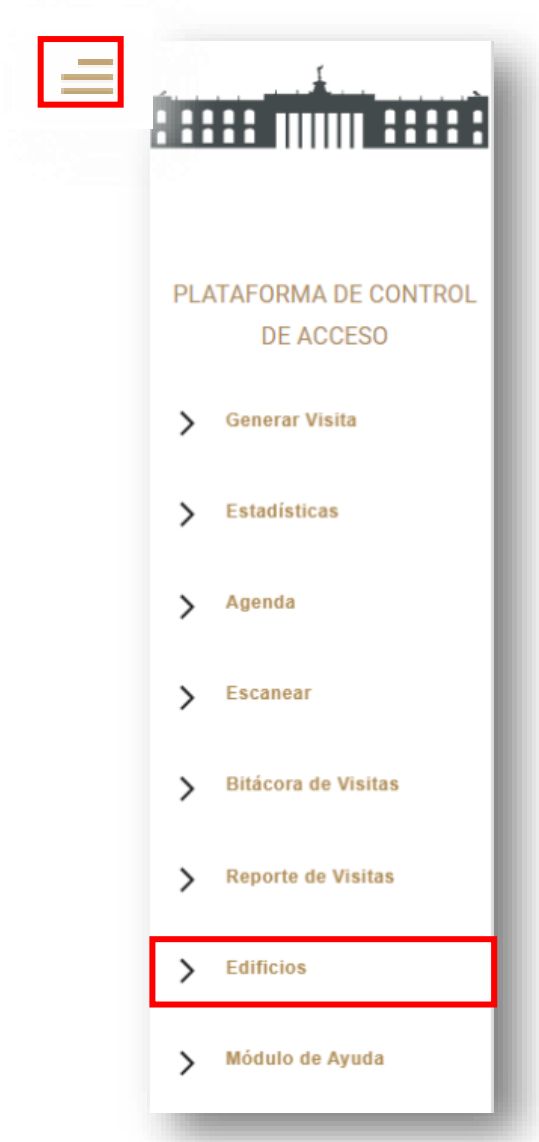 PLATAFORMA DE CONTROL
DE ACCESO
Generar Visita
Estadísticas
Agenda
Escanear
Bitácora de Visitas
Reporte de Visitas
Edificios
Módulo de Ayuda